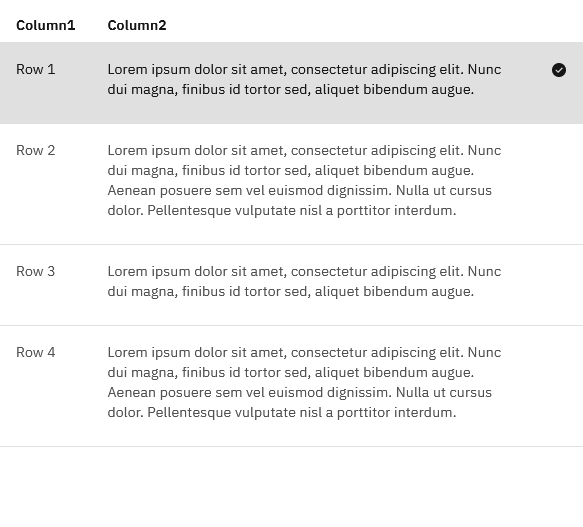 Column1 Column2
Row 1 Lorem ipsum dolor sit amet, consectetur adipiscing elit. Nunc
dui magna, finibus id tortor sed, aliquet bibendum augue.
Row 2 Lorem ipsum dolor sit amet, consectetur adipiscing elit. Nunc
dui magna, finibus id tortor sed, aliquet bibendum augue.
Aenean posuere sem vel euismod dignissim. Nulla ut cursus
dolor. Pellentesque vulputate nisl a porttitor interdum.
Row 3 Lorem ipsum dolor sit amet, consectetur adipiscing elit. Nunc
dui magna, finibus id tortor sed, aliquet bibendum augue.
Row 4 Lorem ipsum dolor sit amet, consectetur adipiscing elit. Nunc
dui magna, finibus id tortor sed, aliquet bibendum augue.
Aenean posuere sem vel euismod dignissim. Nulla ut cursus
dolor. Pellentesque vulputate nisl a porttitor interdum.